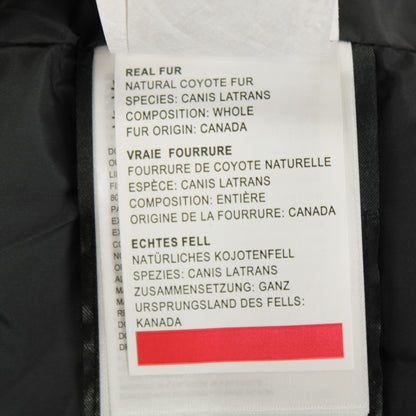 REAL FUR
NATURAL COYOTE FUR
SPECIES: CANIS LATRANS
COMPOSITION: WHOLE
FUR ORIGIN: CANADA
VRAIE FOURRURE
FOURRURE DE COYOTE NATURELLE
ESPÈCE: CANIS LATRANS
COMPOSITION: ENTIÈRE
ORIGINE DE LA FOURRURE: CANADA
ECHTES FELL
NATÜRLICHES KOJOTENFELL
SPEZIES: CANIS LATRANS
ZUSAMMENSETZUNG: GANZ
URSPRUNGSLAND DES FELLS:
KANADA